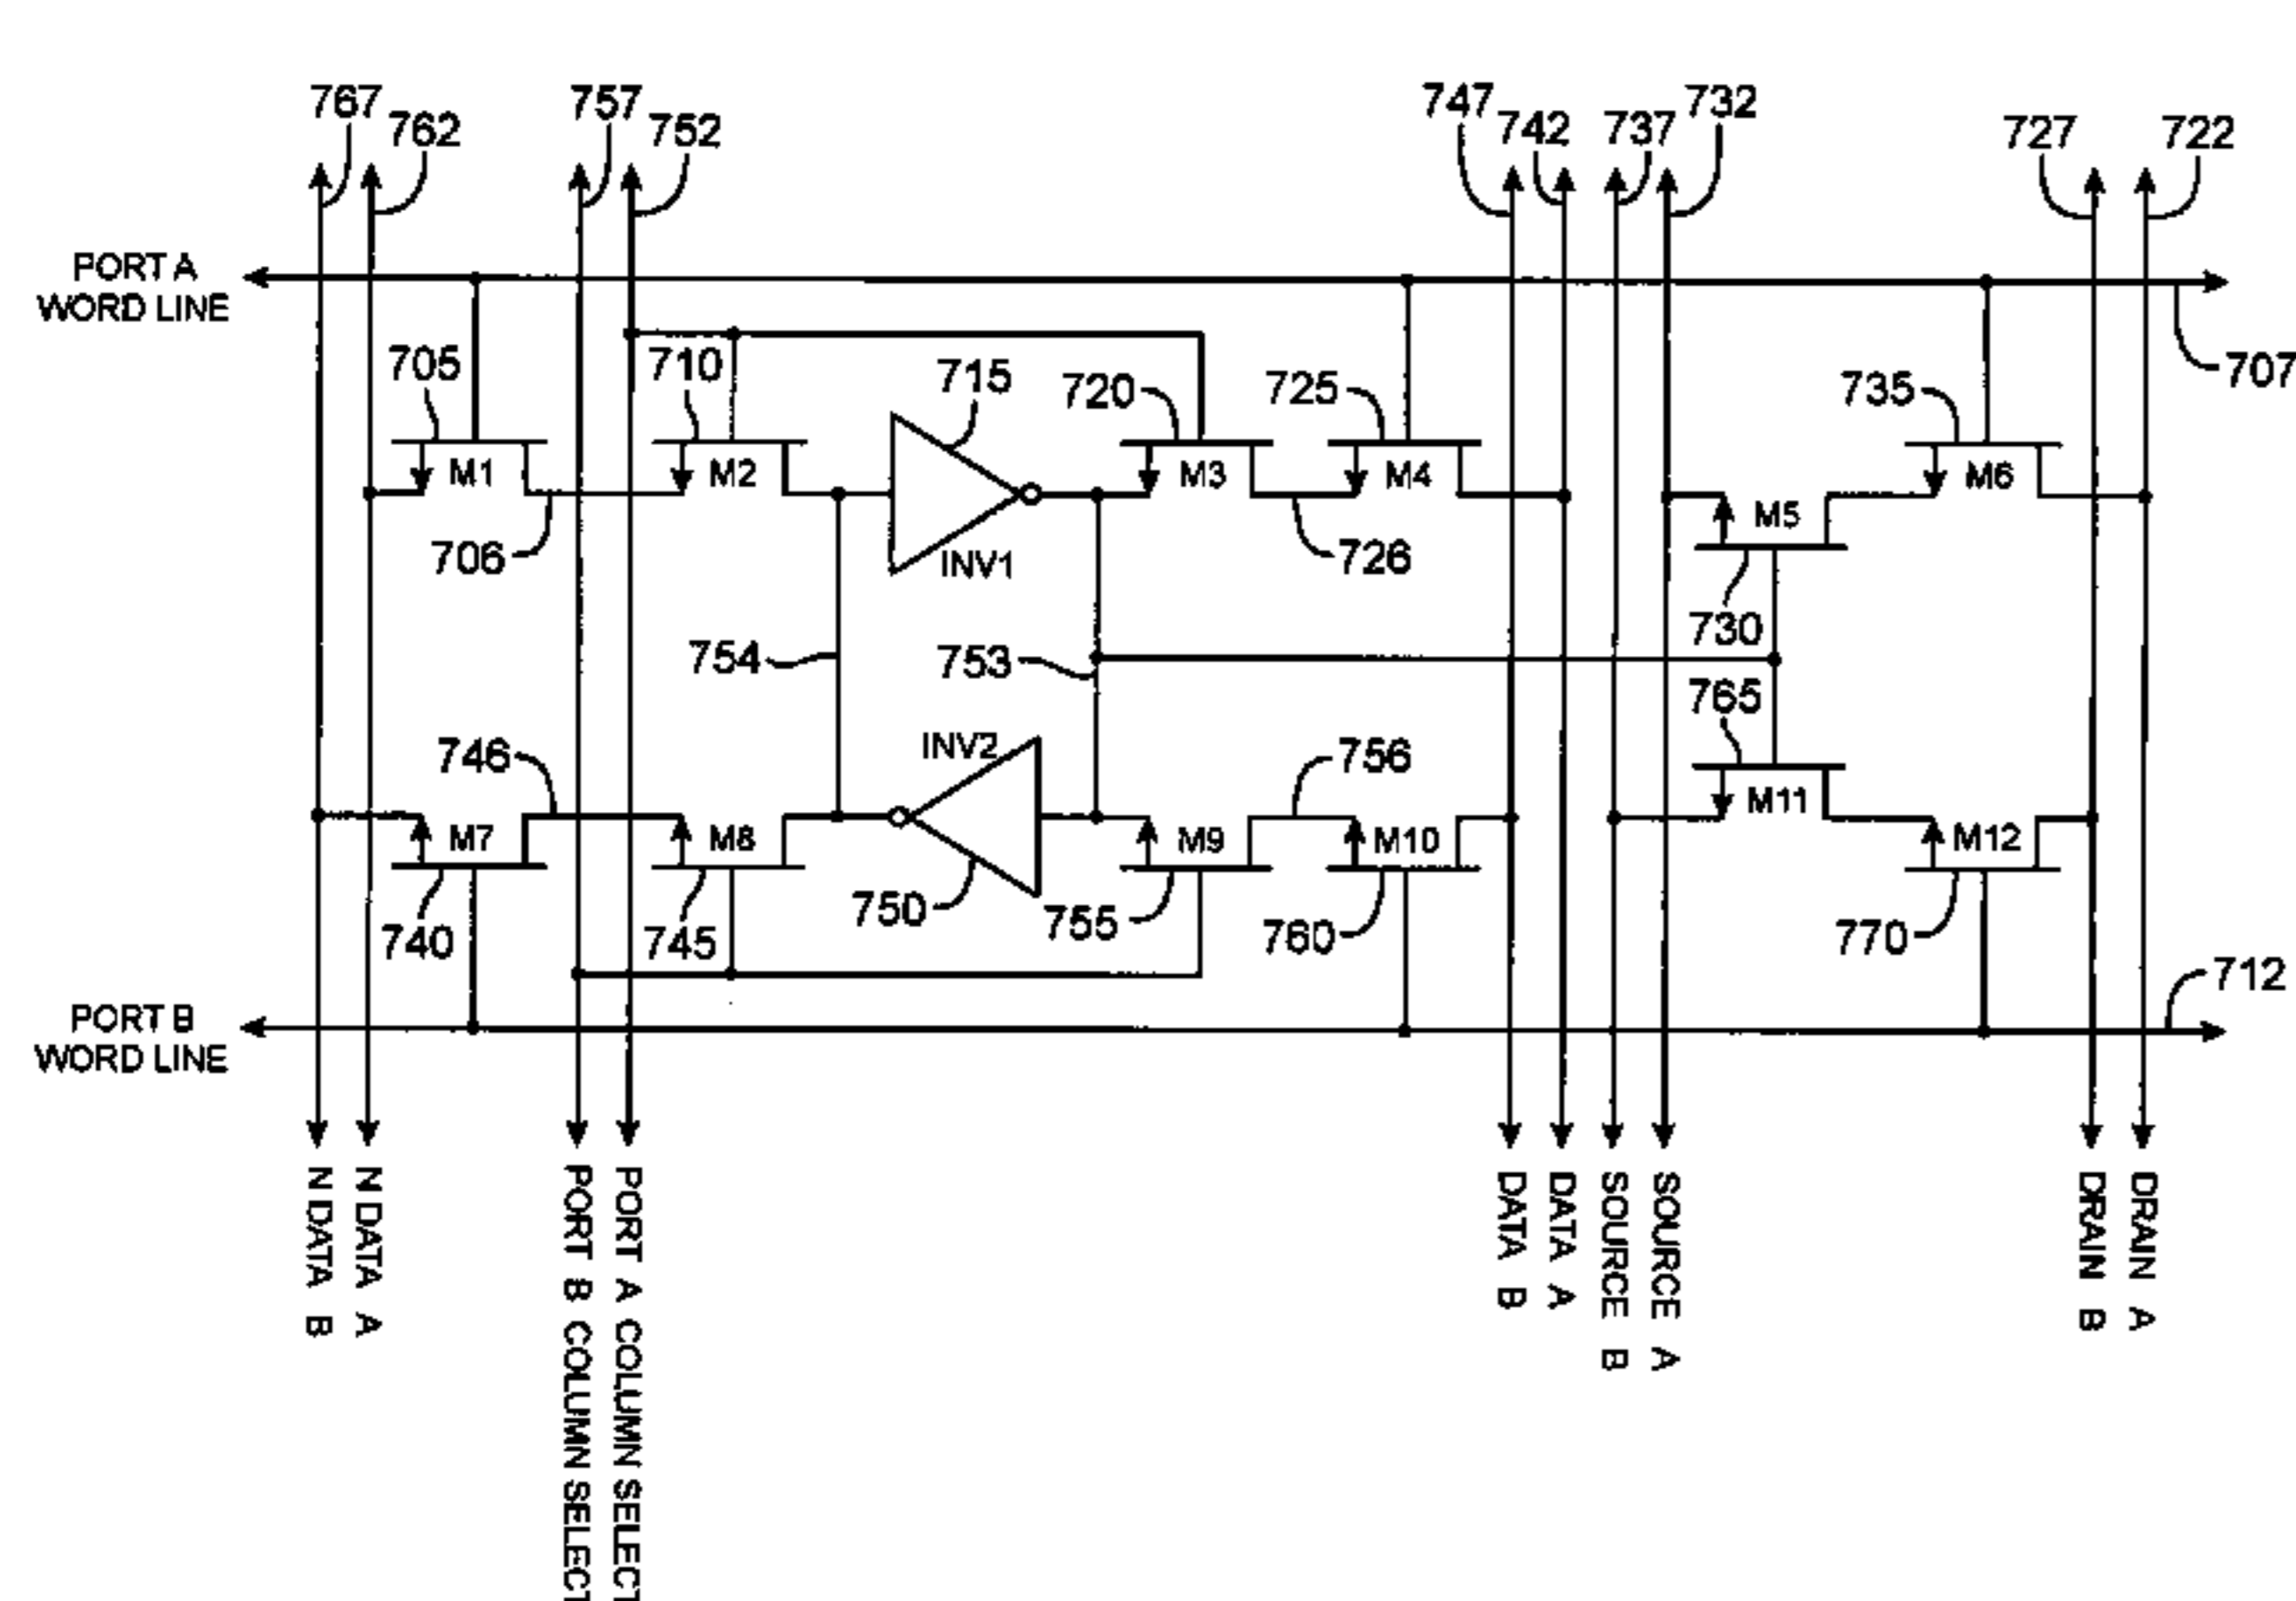 767
762
757
752
747
742
737
732
727
722
PORT A
WORD LINE
707
705
710
715
720
725
735
M1
M2
M3
M4
M5
M6
706
INV1
726
730
754
753
765
746
INV2
756
M7
M8
M9
M10
M11
M12
740
745
750
755
760
770
712
PORT B
WORD LINE
N DATA B
N DATA A
PORT B COLUMN SELECT
PORT A COLUMN SELECT
DATA B
DATA A
SOURCE B
SOURCE A
DRAIN B
DRAIN A